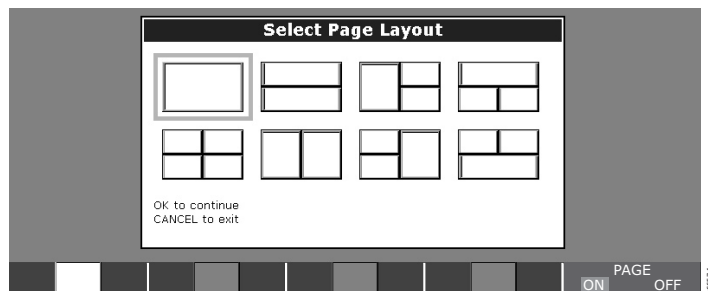 Select Page Layout
OK to continue
CANCEL to exit
PAGE
ON OFF